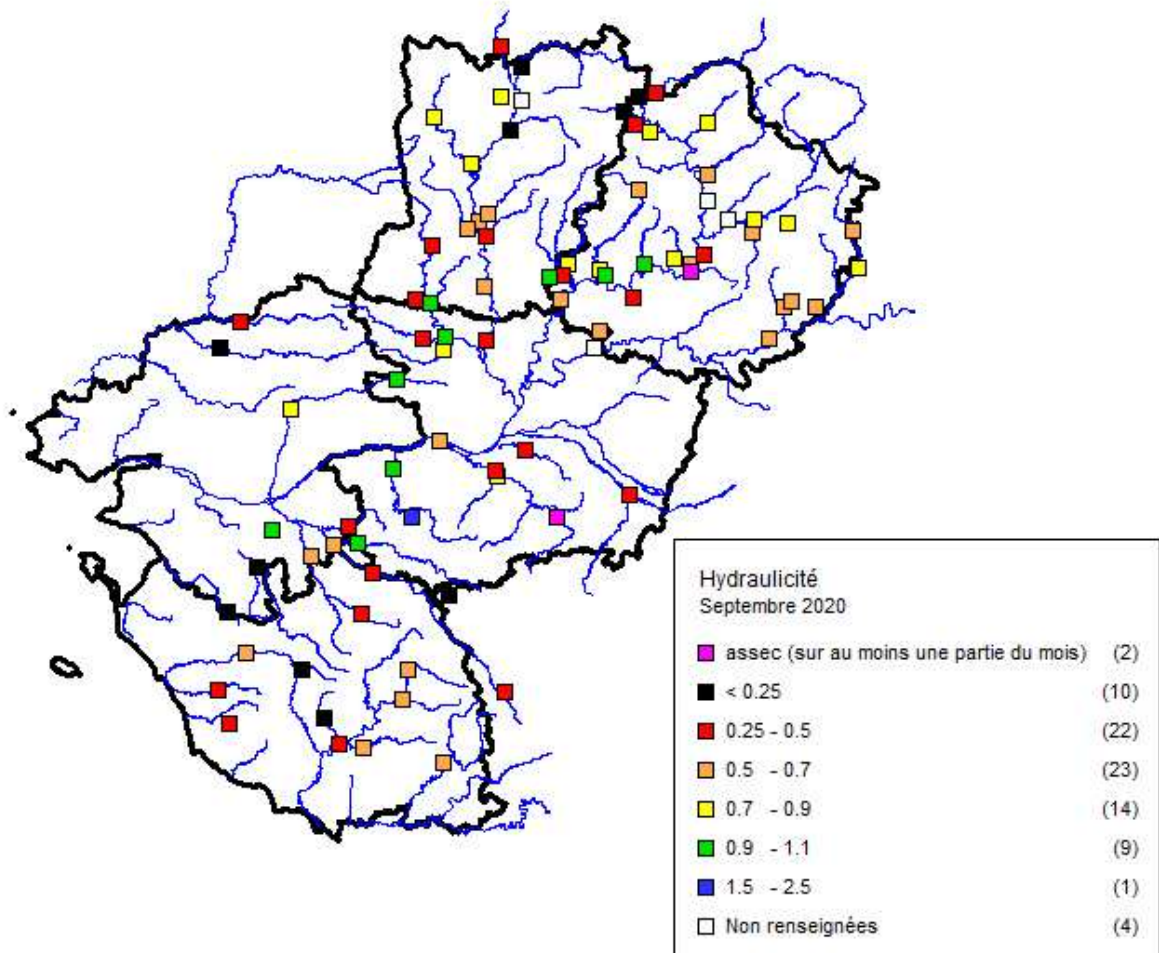 Hydraulicité
Septembre 2020
assec (sur au moins une partie du mois) (2)
< 0.25 (10)
0.25 - 0.5 (22)
0.5 - 0.7 (23)
0.7 - 0.9 (14)
0.9 - 1.1 (9)
1.5 - 2.5 (1)
Non renseignées (4)